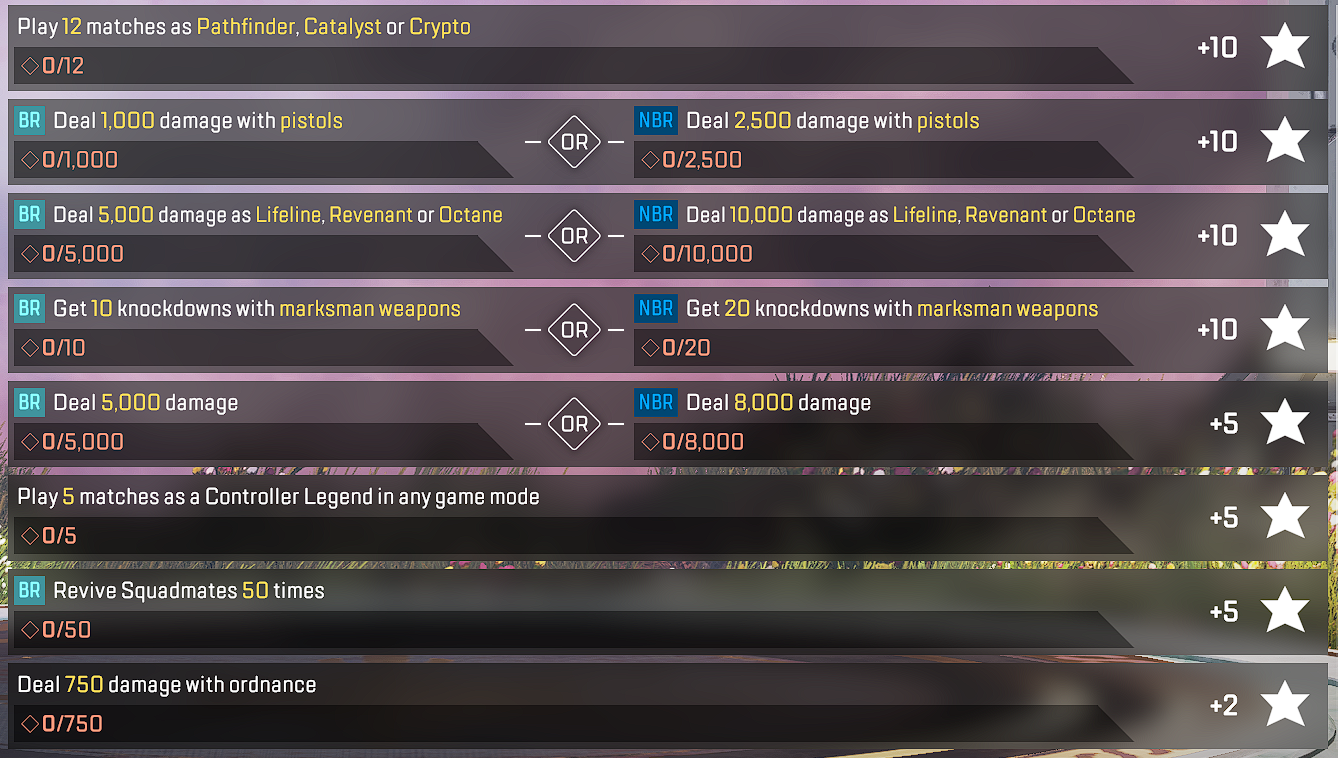 Play 12 matches as Pathfinder, Catalyst or Crypto
0/12
+10
BR Deal 1,000 damage with pistols
0/1,000
OR
NBR Deal 2,500 damage with pistols
0/2,500
+10
BR Deal 5,000 damage as Lifeline, Revenant or Octane
0/5,000
OR
NBR Deal 10,000 damage as Lifeline, Revenant or Octane
0/10,000
+10
BR Get 10 knockdowns with marksman weapons
0/10
OR
NBR Get 20 knockdowns with marksman weapons
0/20
+10
BR Deal 5,000 damage
0/5,000
OR
NBR Deal 8,000 damage
0/8,000
+5
Play 5 matches as a Controller Legend in any game mode
0/5
+5
BR Revive Squadmates 50 times
0/50
+5
Deal 750 damage with ordnance
0/750
+2